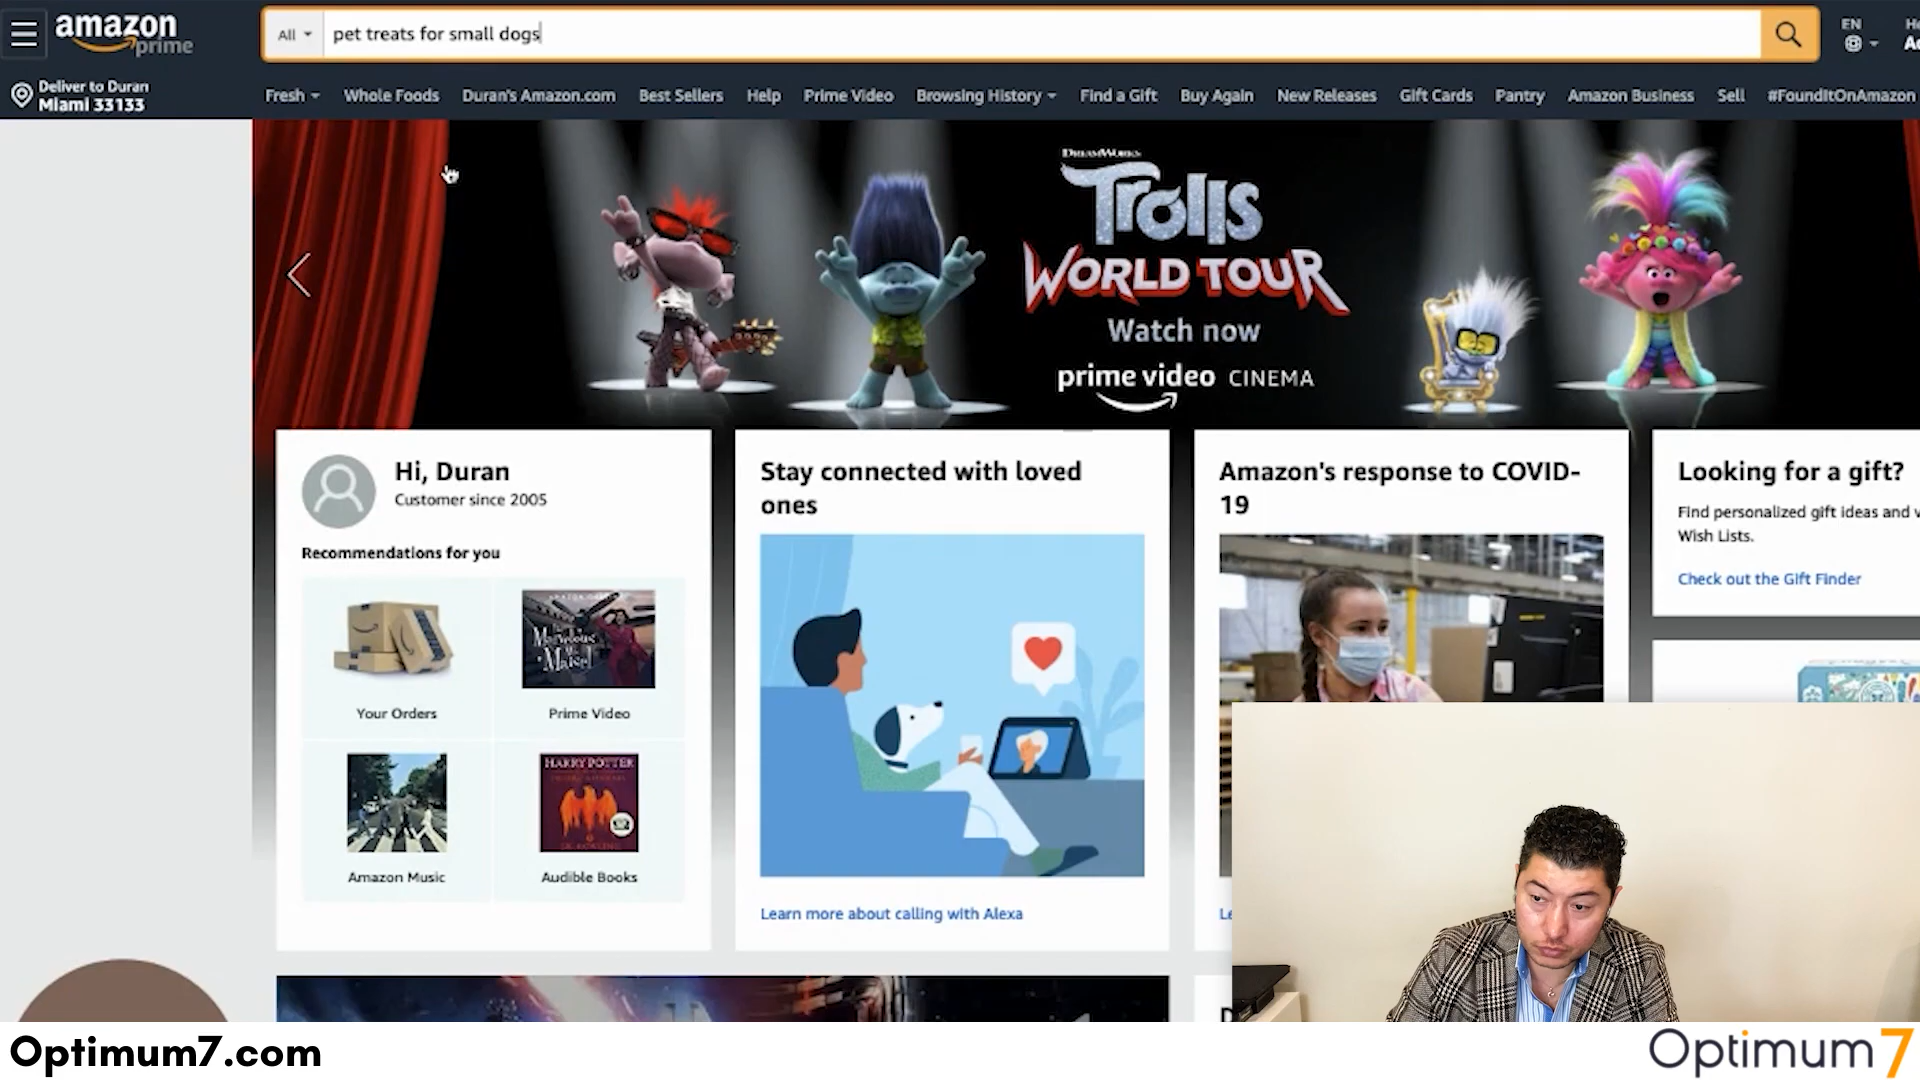 amazon
prime
All
pet treats for small dogs
EN
Deliver to Duran
Miami 33133
Fresh
Whole Foods
Duran's Amazon.com
Best Sellers
Help
Prime Video
Browsing History
Find a Gift
Buy Again
New Releases
Gift Cards
Pantry
Amazon Business
Sell
#FoundItOnAmazon
DreamWorks
Trolls
WORLD TOUR
Watch now
prime video CINEMA
Hi, Duran
Customer since 2005
Recommendations for you
Marvelous
Mrs
Maisel
Your Orders
Prime Video
HARRY POTTER
Amazon Music
Audible Books
Stay connected with loved
ones
Learn more about calling with Alexa
Amazon's response to COVID-
19
Looking for a gift?
Find personalized gift ideas and
Wish Lists.
Check out the Gift Finder
Optimum7.com
Optimum7